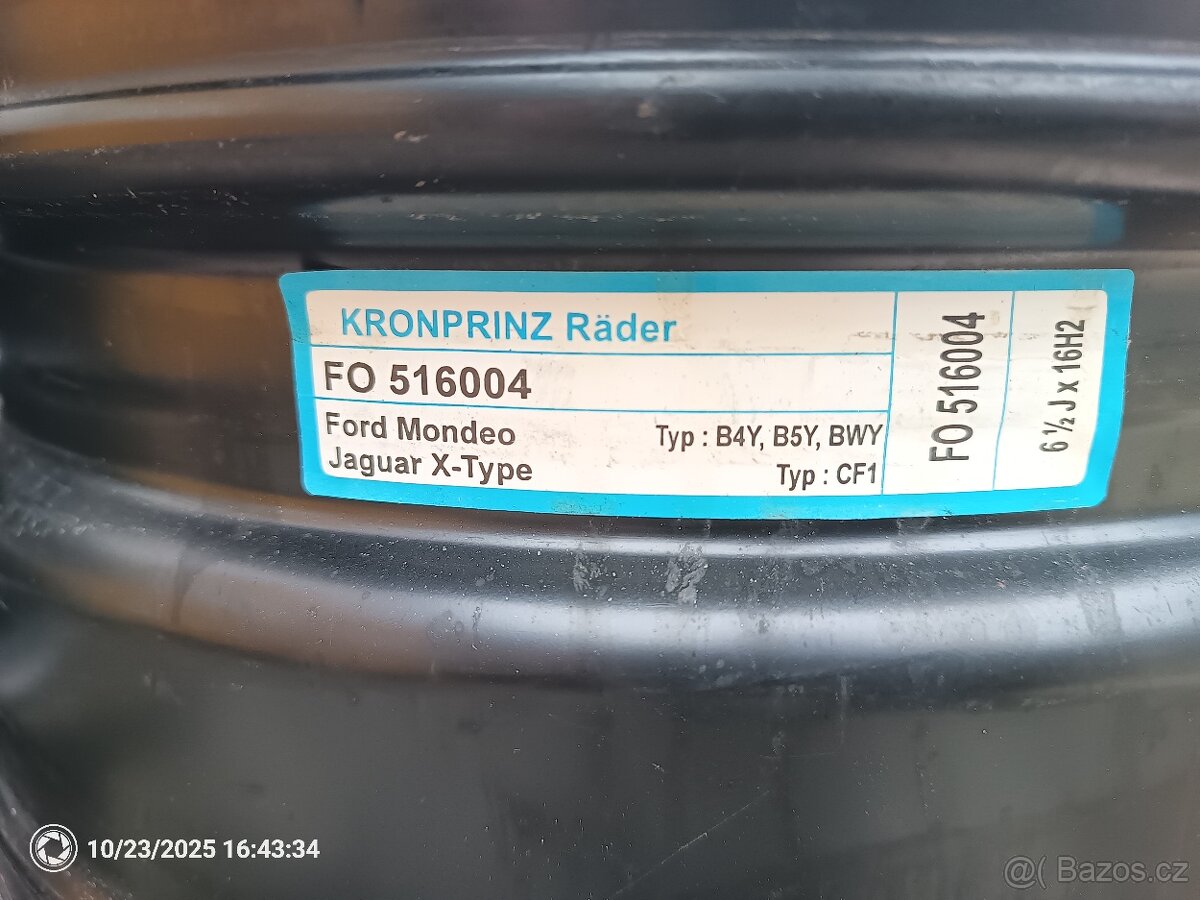 KRONPRINZ Räder
FO 516004
Ford Mondeo Typ : B4Y, B5Y, BWY
Jaguar X-Type Typ : CF1
FO 516004
6 ½ J x 16H2
10/23/2025 16:43:34
@( Bazos.cz